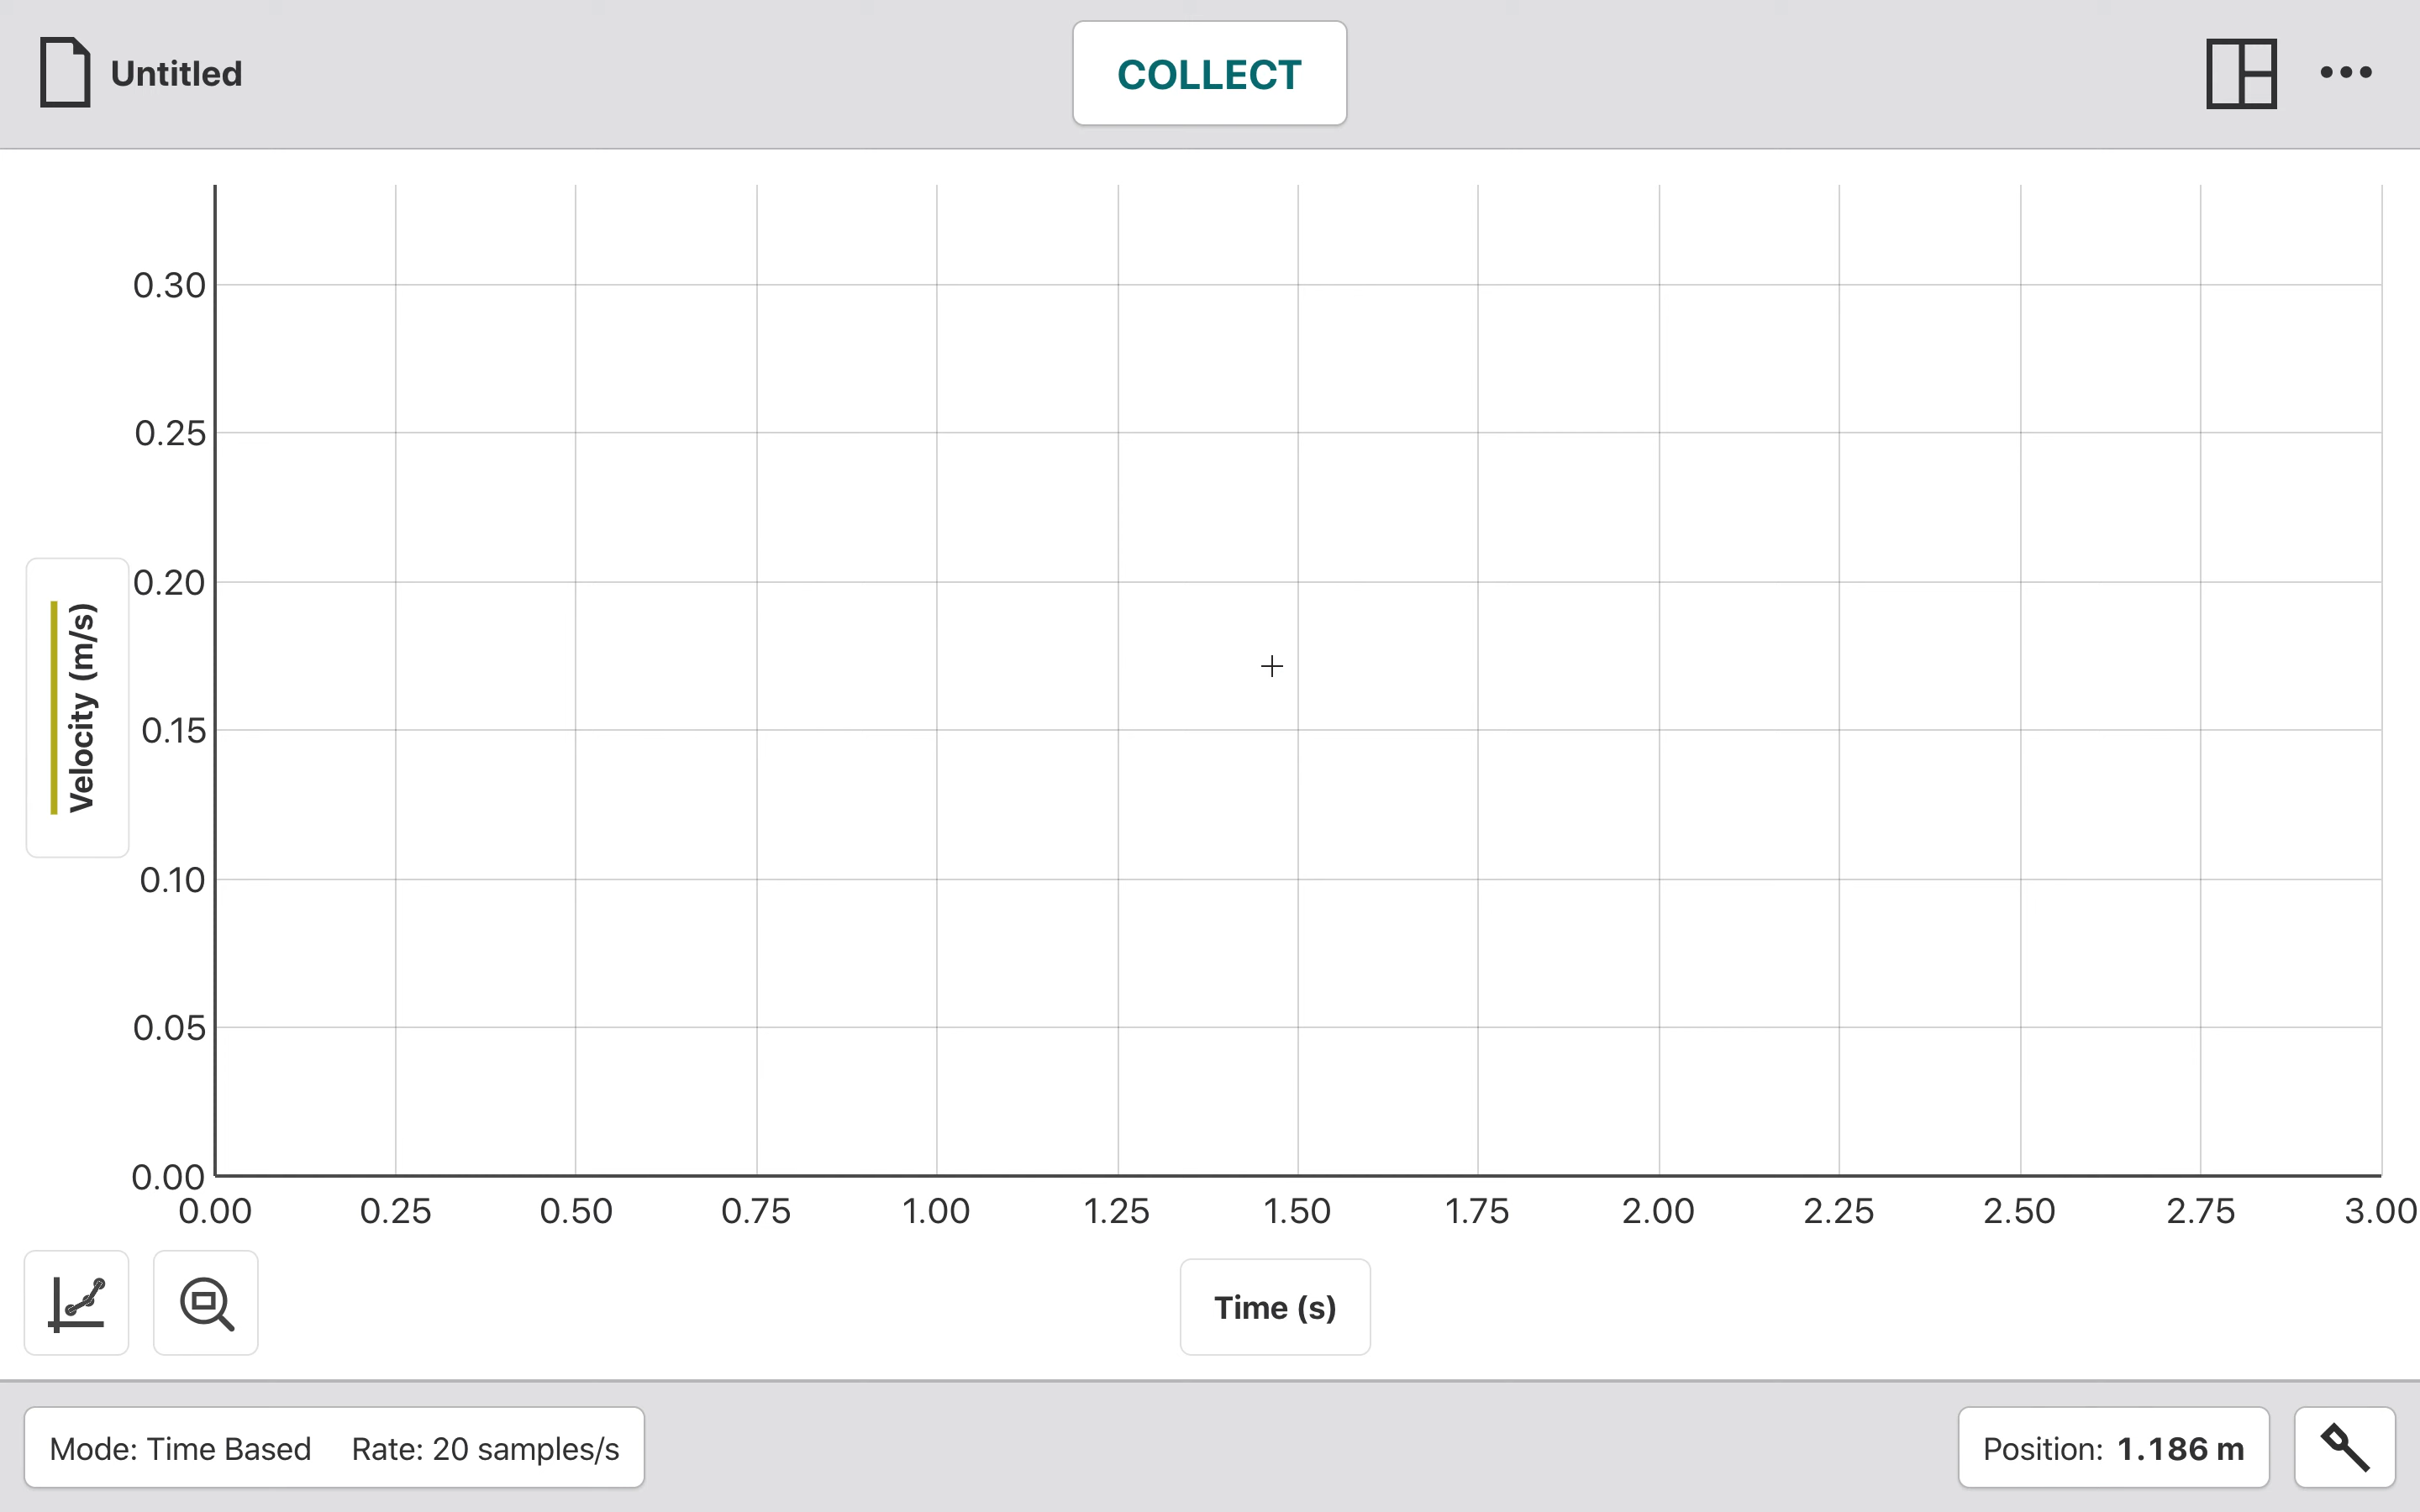 Untitled
COLLECT
0.30
0.25
0.20
0.15
0.10
0.05
0.00
Velocity (m/s)
0.00 0.25 0.50 0.75 1.00 1.25 1.50 1.75 2.00 2.25 2.50 2.75 3.00
Time (s)
Mode: Time Based Rate: 20 samples/s
Position: 1.186 m